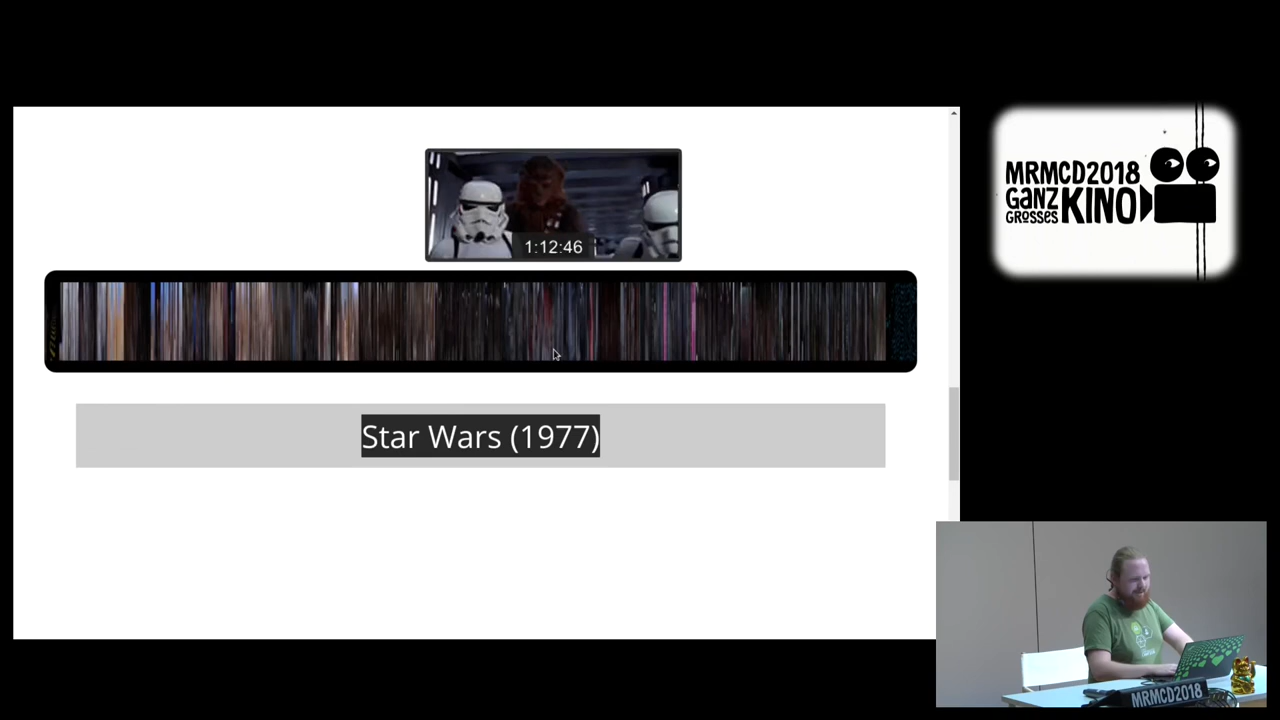 1:12:46
Star Wars (1977)
MRMCD2018
GANZ
GROSSES
KINO
MRMCD2018